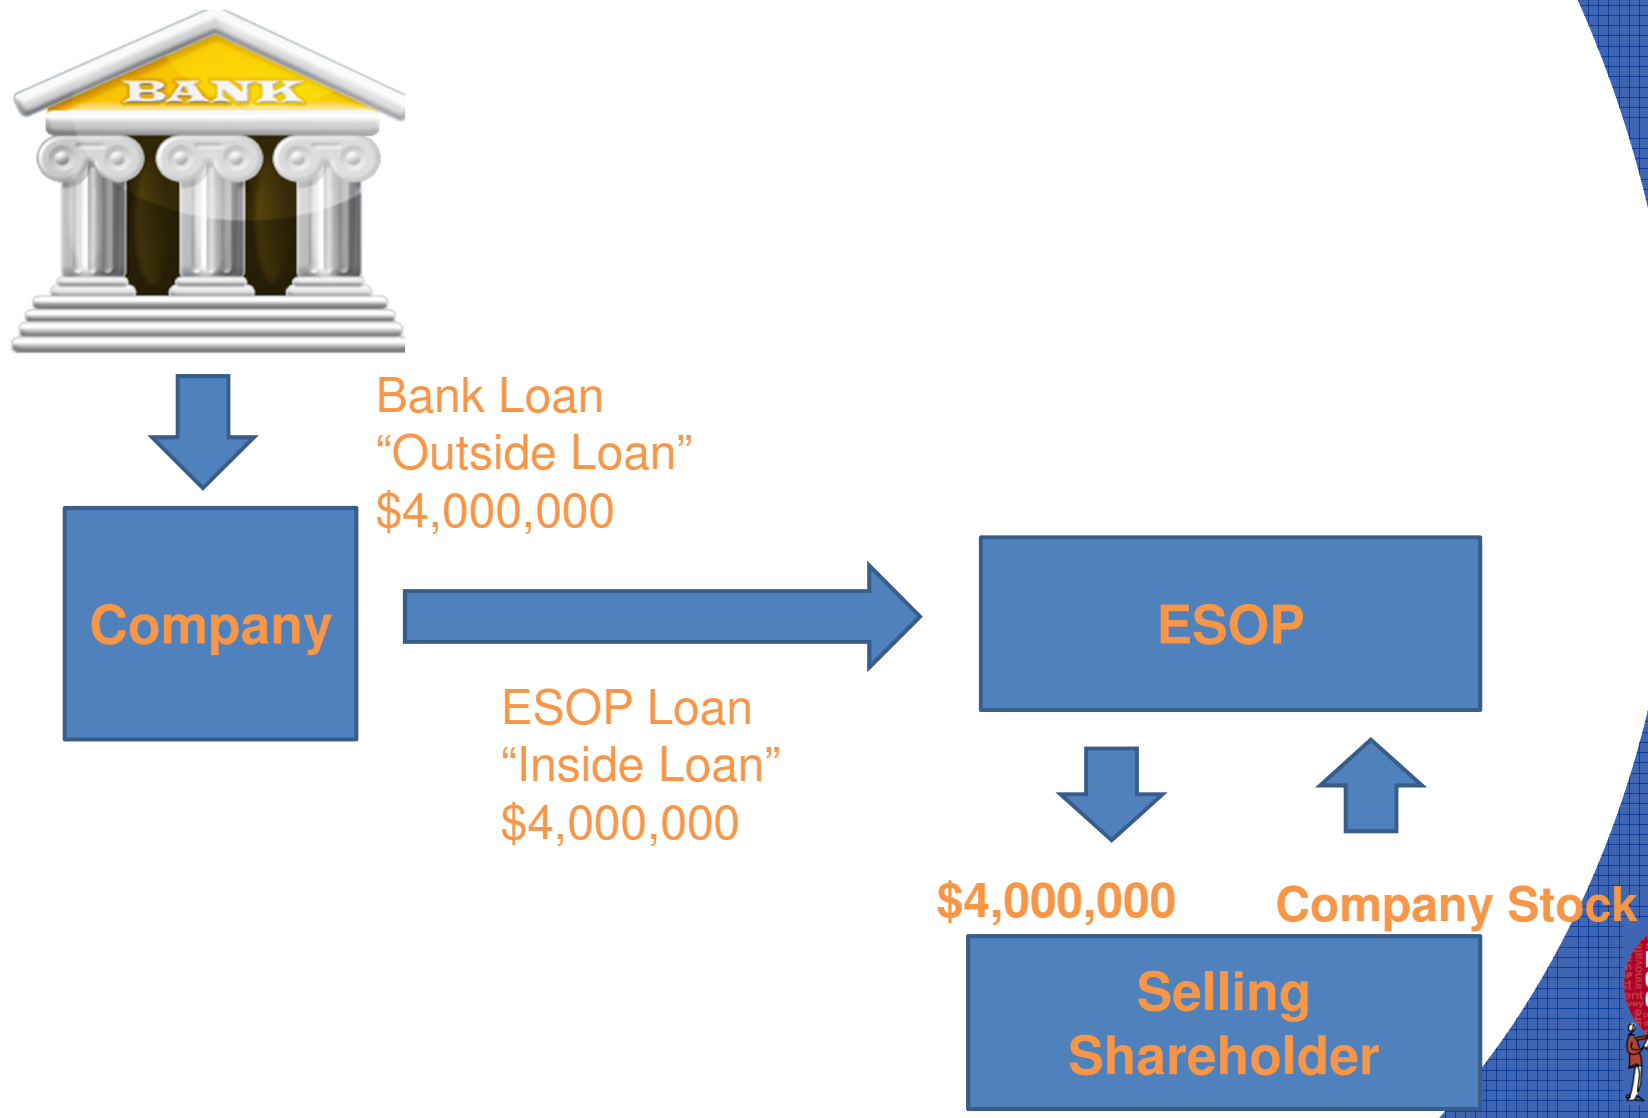 BANK
Bank Loan
“Outside Loan”
$4,000,000
Company
ESOP
ESOP Loan
“Inside Loan”
$4,000,000
$4,000,000
Company Stock
Selling
Shareholder